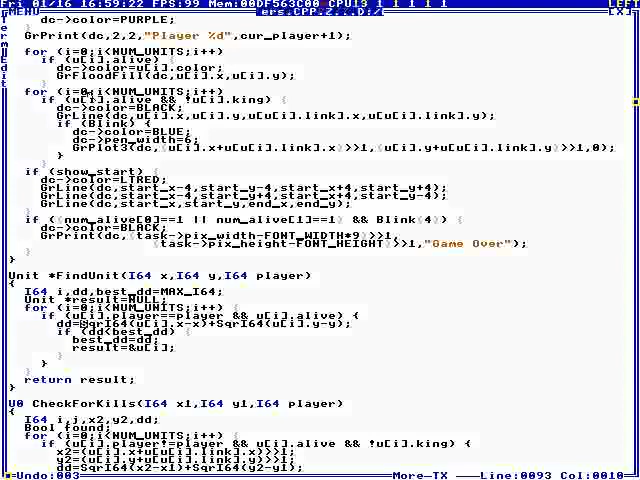 Fri 01/16 16:59:22 FPS:99 Mem:00DF563C00 CPU13 1 1 1 1 1 LEFT
MENU ers.CPP.Z...D:/
dc->color=PURPLE;
}
GrPrint(dc,2,2,"Player %d",cur_player+1);
for (i=0;i<NUM_UNITS;i++)
if (u[i].alive) {
dc->color=u[i].color;
GrFloodFill(dc,u[i].x,u[i].y);
}
for (i=0;i<NUM_UNITS;i++)
if (u[i].alive && !u[i].king) {
dc->color=BLACK;
GrLine(dc,u[i].x,u[i].y,u[u[i].link].x,u[u[i].link].y);
if (Blink) {
dc->color=BLUE;
dc->pen_width=6;
GrPlot3(dc,(u[i].x+u[u[i].link].x)>>1,(u[i].y+u[u[i].link].y)>>1,0);
}
}
if (show_start) {
dc->color=LTRED;
GrLine(dc,start_x-4,start_y-4,start_x+4,start_y+4);
GrLine(dc,start_x-4,start_y+4,start_x+4,start_y-4);
GrLine(dc,start_x,start_y,end_x,end_y);
}
if ((num_alive[0]==1 || num_alive[1]==1) && Blink(4)) {
dc->color=BLACK;
GrPrint(dc,(task->pix_width-FONT_WIDTH*9)>>1,
(task->pix_height-FONT_HEIGHT)>>1,"Game Over");
}
}
Unit *FindUnit(I64 x,I64 y,I64 player)
{
I64 i,dd,best_dd=MAX_I64;
Unit *result=NULL;
for (i=0;i<NUM_UNITS;i++)
if (u[i].player==player && u[i].alive) {
dd=SqrI64(u[i].x-x)+SqrI64(u[i].y-y);
if (dd<best_dd) {
best_dd=dd;
result=&u[i];
}
}
return result;
}
U0 CheckForKills(I64 x1,I64 y1,I64 player)
{
I64 i,j,x2,y2,dd;
Bool found;
for (i=0;i<NUM_UNITS;i++)
if (u[i].player!=player && u[i].alive && !u[i].king) {
x2=(u[i].x+u[u[i].link].x)>>1;
y2=(u[i].y+u[u[i].link].y)>>1;
dd=SqrI64(x2-x1)+SqrI64(y2-y1);
Undo:003 More-TX Line:0093 Col:0010